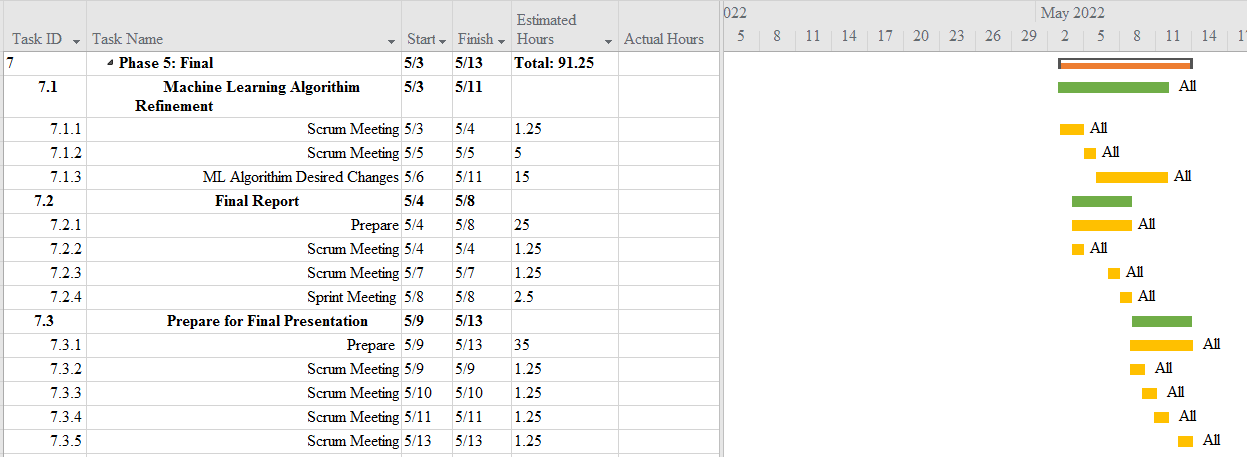 022 May 2022
Task ID Task Name Start Finish Estimated Hours Actual Hours 5 8 11 14 17 20 23 26 29 2 5 8 11 14 17
7 Phase 5: Final 5/3 5/13 Total: 91.25
7.1 Machine Learning Algorithim 5/3 5/11 All
Refinement
7.1.1 Scrum Meeting 5/3 5/4 1.25 All
7.1.2 Scrum Meeting 5/5 5/5 5 All
7.1.3 ML Algorithim Desired Changes 5/6 5/11 15 All
7.2 Final Report 5/4 5/8
7.2.1 Prepare 5/4 5/8 25 All
7.2.2 Scrum Meeting 5/4 5/4 1.25 All
7.2.3 Scrum Meeting 5/7 5/7 1.25 All
7.2.4 Sprint Meeting 5/8 5/8 2.5 All
7.3 Prepare for Final Presentation 5/9 5/13
7.3.1 Prepare 5/9 5/13 35 All
7.3.2 Scrum Meeting 5/9 5/9 1.25 All
7.3.3 Scrum Meeting 5/10 5/10 1.25 All
7.3.4 Scrum Meeting 5/11 5/11 1.25 All
7.3.5 Scrum Meeting 5/13 5/13 1.25 All